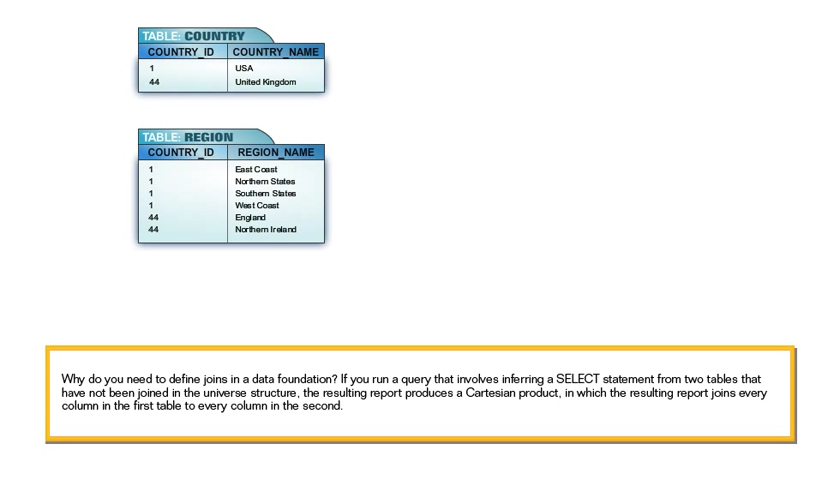 TABLE: COUNTRY
COUNTRY_ID COUNTRY_NAME
1 USA
44 United Kingdom
TABLE: REGION
COUNTRY_ID REGION_NAME
1 East Coast
1 Northern States
1 Southern States
1 West Coast
44 England
44 Northern Ireland
Why do you need to define joins in a data foundation? If you run a query that involves inferring a SELECT statement from two tables that
have not been joined in the universe structure, the resulting report produces a Cartesian product, in which the resulting report joins every
column in the first table to every column in the second.